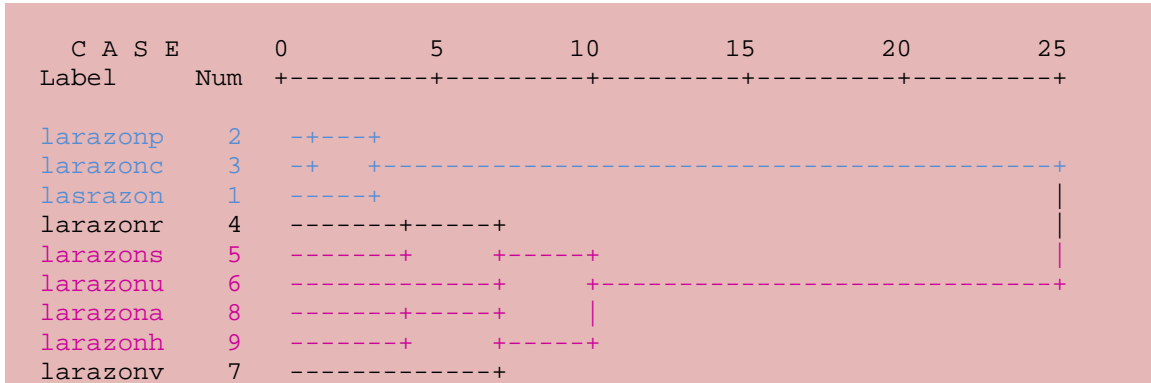 C A S E 0 5 10 15 20 25
Label Num +---------+---------+---------+---------+---------+
larazonp 2 -+---+
larazonc 3 -+ +-------------------------------------------+
lasrazon 1 -----+ |
larazonr 4 -------+-----+ |
larazons 5 -------+ +-----+ |
larazonu 6 -------------+ +-----------------------------+
larazona 8 -------+-----+ |
larazonh 9 -------+ +-----+
larazonv 7 -------------+